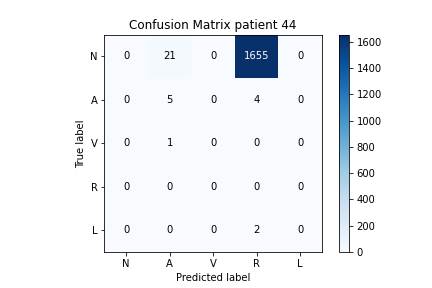 Confusion Matrix patient 44
N 0 21 0 1655 0
A 0 5 0 4 0
V 0 1 0 0 0
R 0 0 0 0 0
L 0 0 0 2 0
N A V R L
True label
Predicted label
1600
1400
1200
1000
800
600
400
200
0